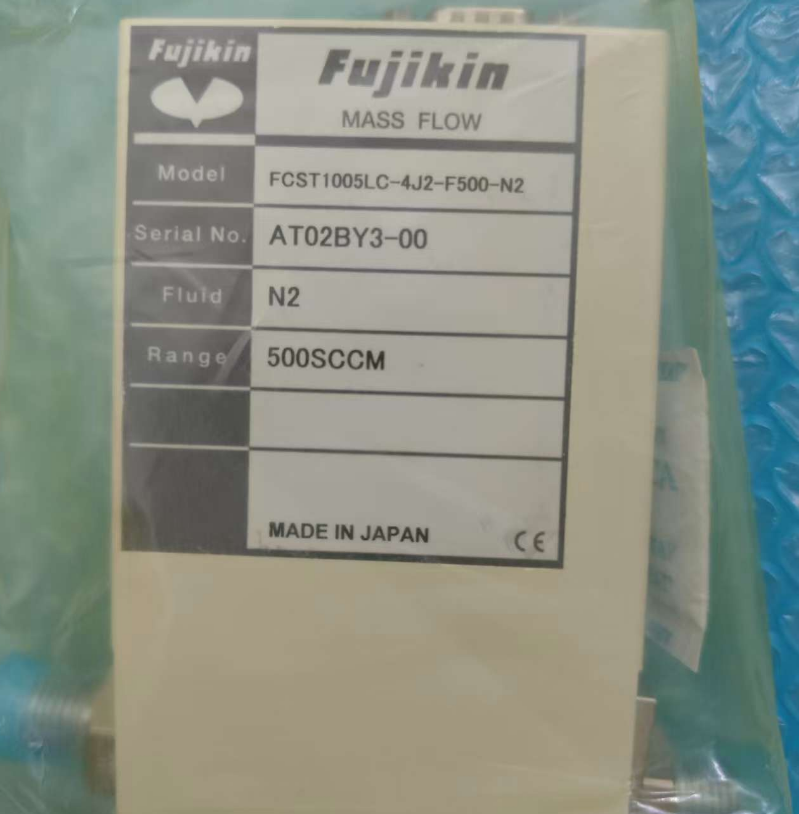 Fujikin
Fujikin
MASS FLOW
Model FCST1005LC-4J2-F500-N2
Serial No. AT02BY3-00
Fluid N2
Range 500SCCM
MADE IN JAPAN CE